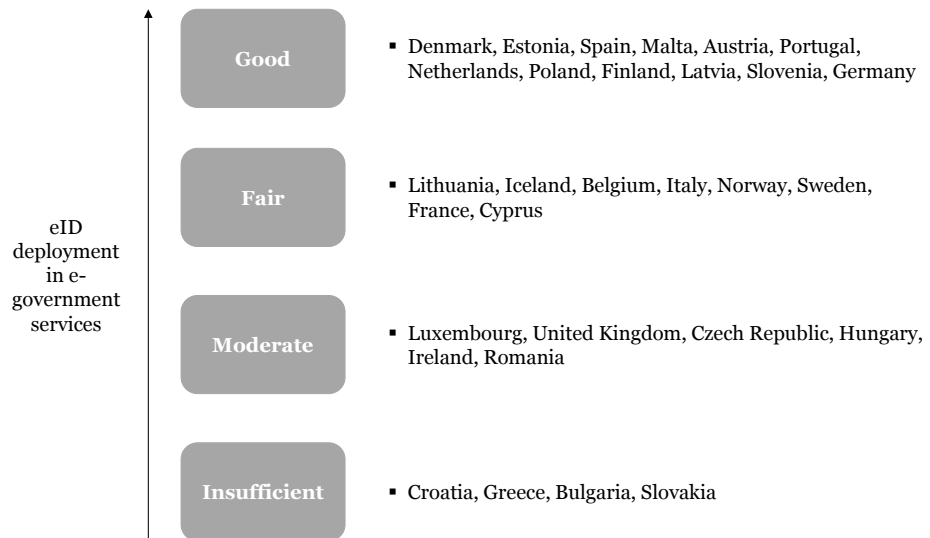 Good
▪ Denmark, Estonia, Spain, Malta, Austria, Portugal,
Netherlands, Poland, Finland, Latvia, Slovenia, Germany
Fair
▪ Lithuania, Iceland, Belgium, Italy, Norway, Sweden,
France, Cyprus
eID
deployment
in e-
government
services
Moderate
▪ Luxembourg, United Kingdom, Czech Republic, Hungary,
Ireland, Romania
Insufficient
▪ Croatia, Greece, Bulgaria, Slovakia